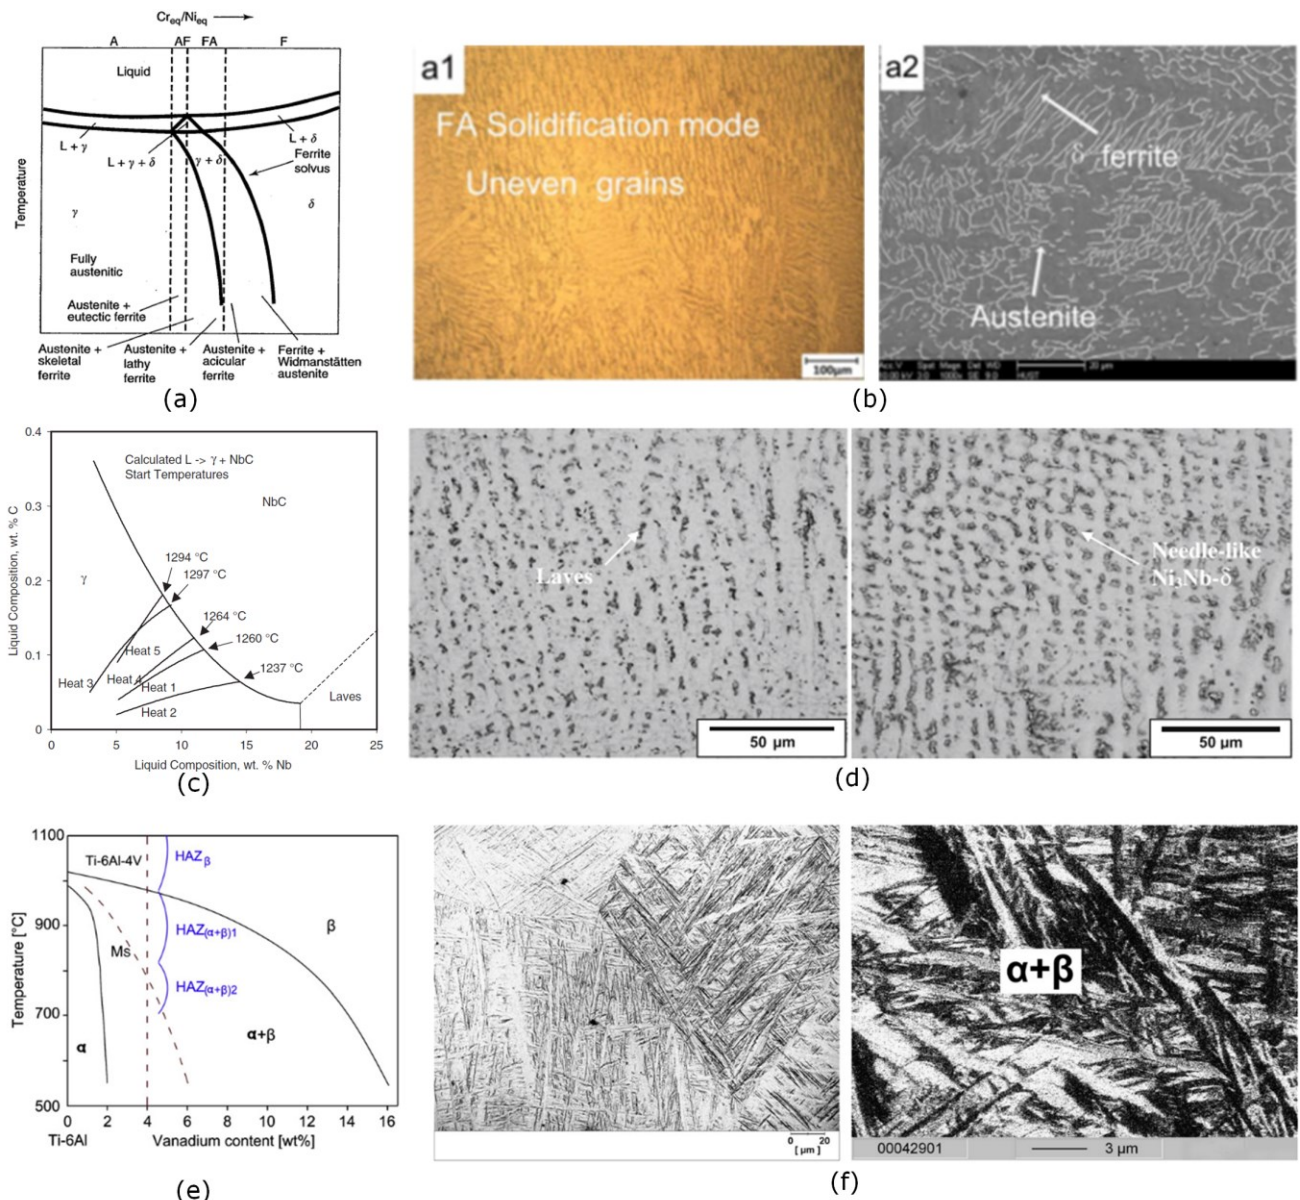 Cr_eq/Ni_eq
A AF FA F
Liquid
L + γ
L + γ + δ
γ + δ
L + δ
Ferrite
solvus
Temperature
γ
δ
Fully
austenitic
Austenite +
eutectic ferrite
Austenite +
skeletal
ferrite
Austenite +
lathy
ferrite
Austenite +
acicular
ferrite
Ferrite +
Widmanstätten
austenite
(a)
a1
FA Solidification mode
Uneven grains
100μm
a2
δ ferrite
Austenite
(b)
0.4
0.3
0.2
0.1
0
Liquid Composition, wt. % C
Calculated L -> γ + NbC
Start Temperatures
NbC
γ
1294 °C
1297 °C
1264 °C
1260 °C
1237 °C
Heat 5
Heat 3
Heat 4
Heat 1
Heat 2
Laves
0 5 10 15 20 25
Liquid Composition, wt. % Nb
(c)
Laves
50 μm
Needle-like
Ni₃Nb-δ
50 μm
(d)
1100
900
700
500
Temperature [°C]
Ti-6Al-4V
HAZ_β
HAZ_(α+β)1
HAZ_(α+β)2
Ms
β
α
α+β
0 2 4 6 8 10 12 14 16
Ti-6Al
Vanadium content [wt%]
(e)
0 20
[ μm ]
α+β
00042901
3 μm
(f)